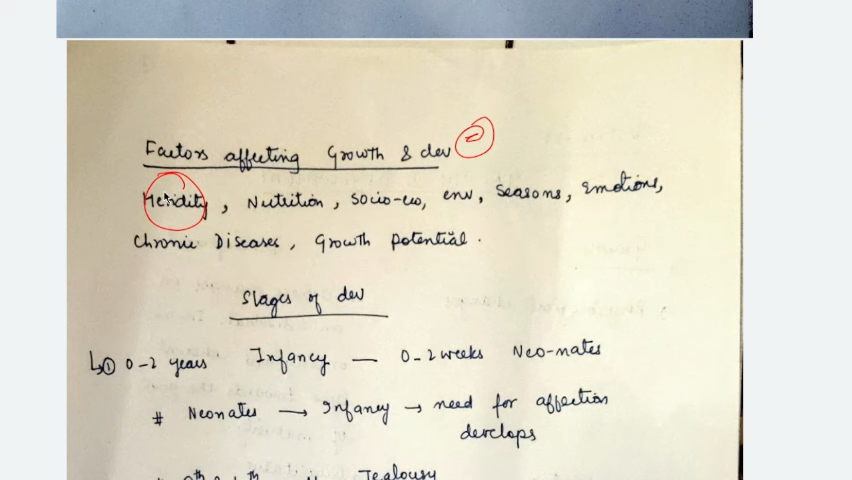 Factors affecting Growth & dev
Heridity, Nutrition, Socio-eco, env, Seasons, Emotions,
Chronic Diseases, Growth Potential.
Stages of dev
↳① 0-2 years Infancy — 0-2 weeks Neo-nates
# Neonates → Infancy → need for affection
develops
Jealousy